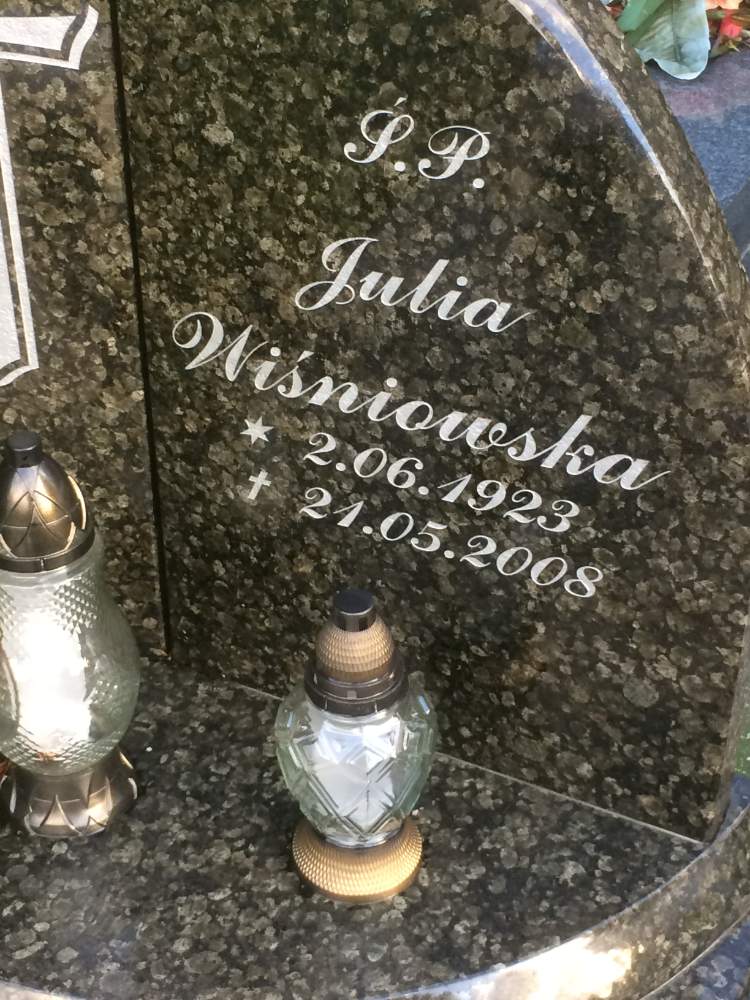 Ś.P.
Julia
Wiśniowska
* 2.06.1923
✝ 21.05.2008